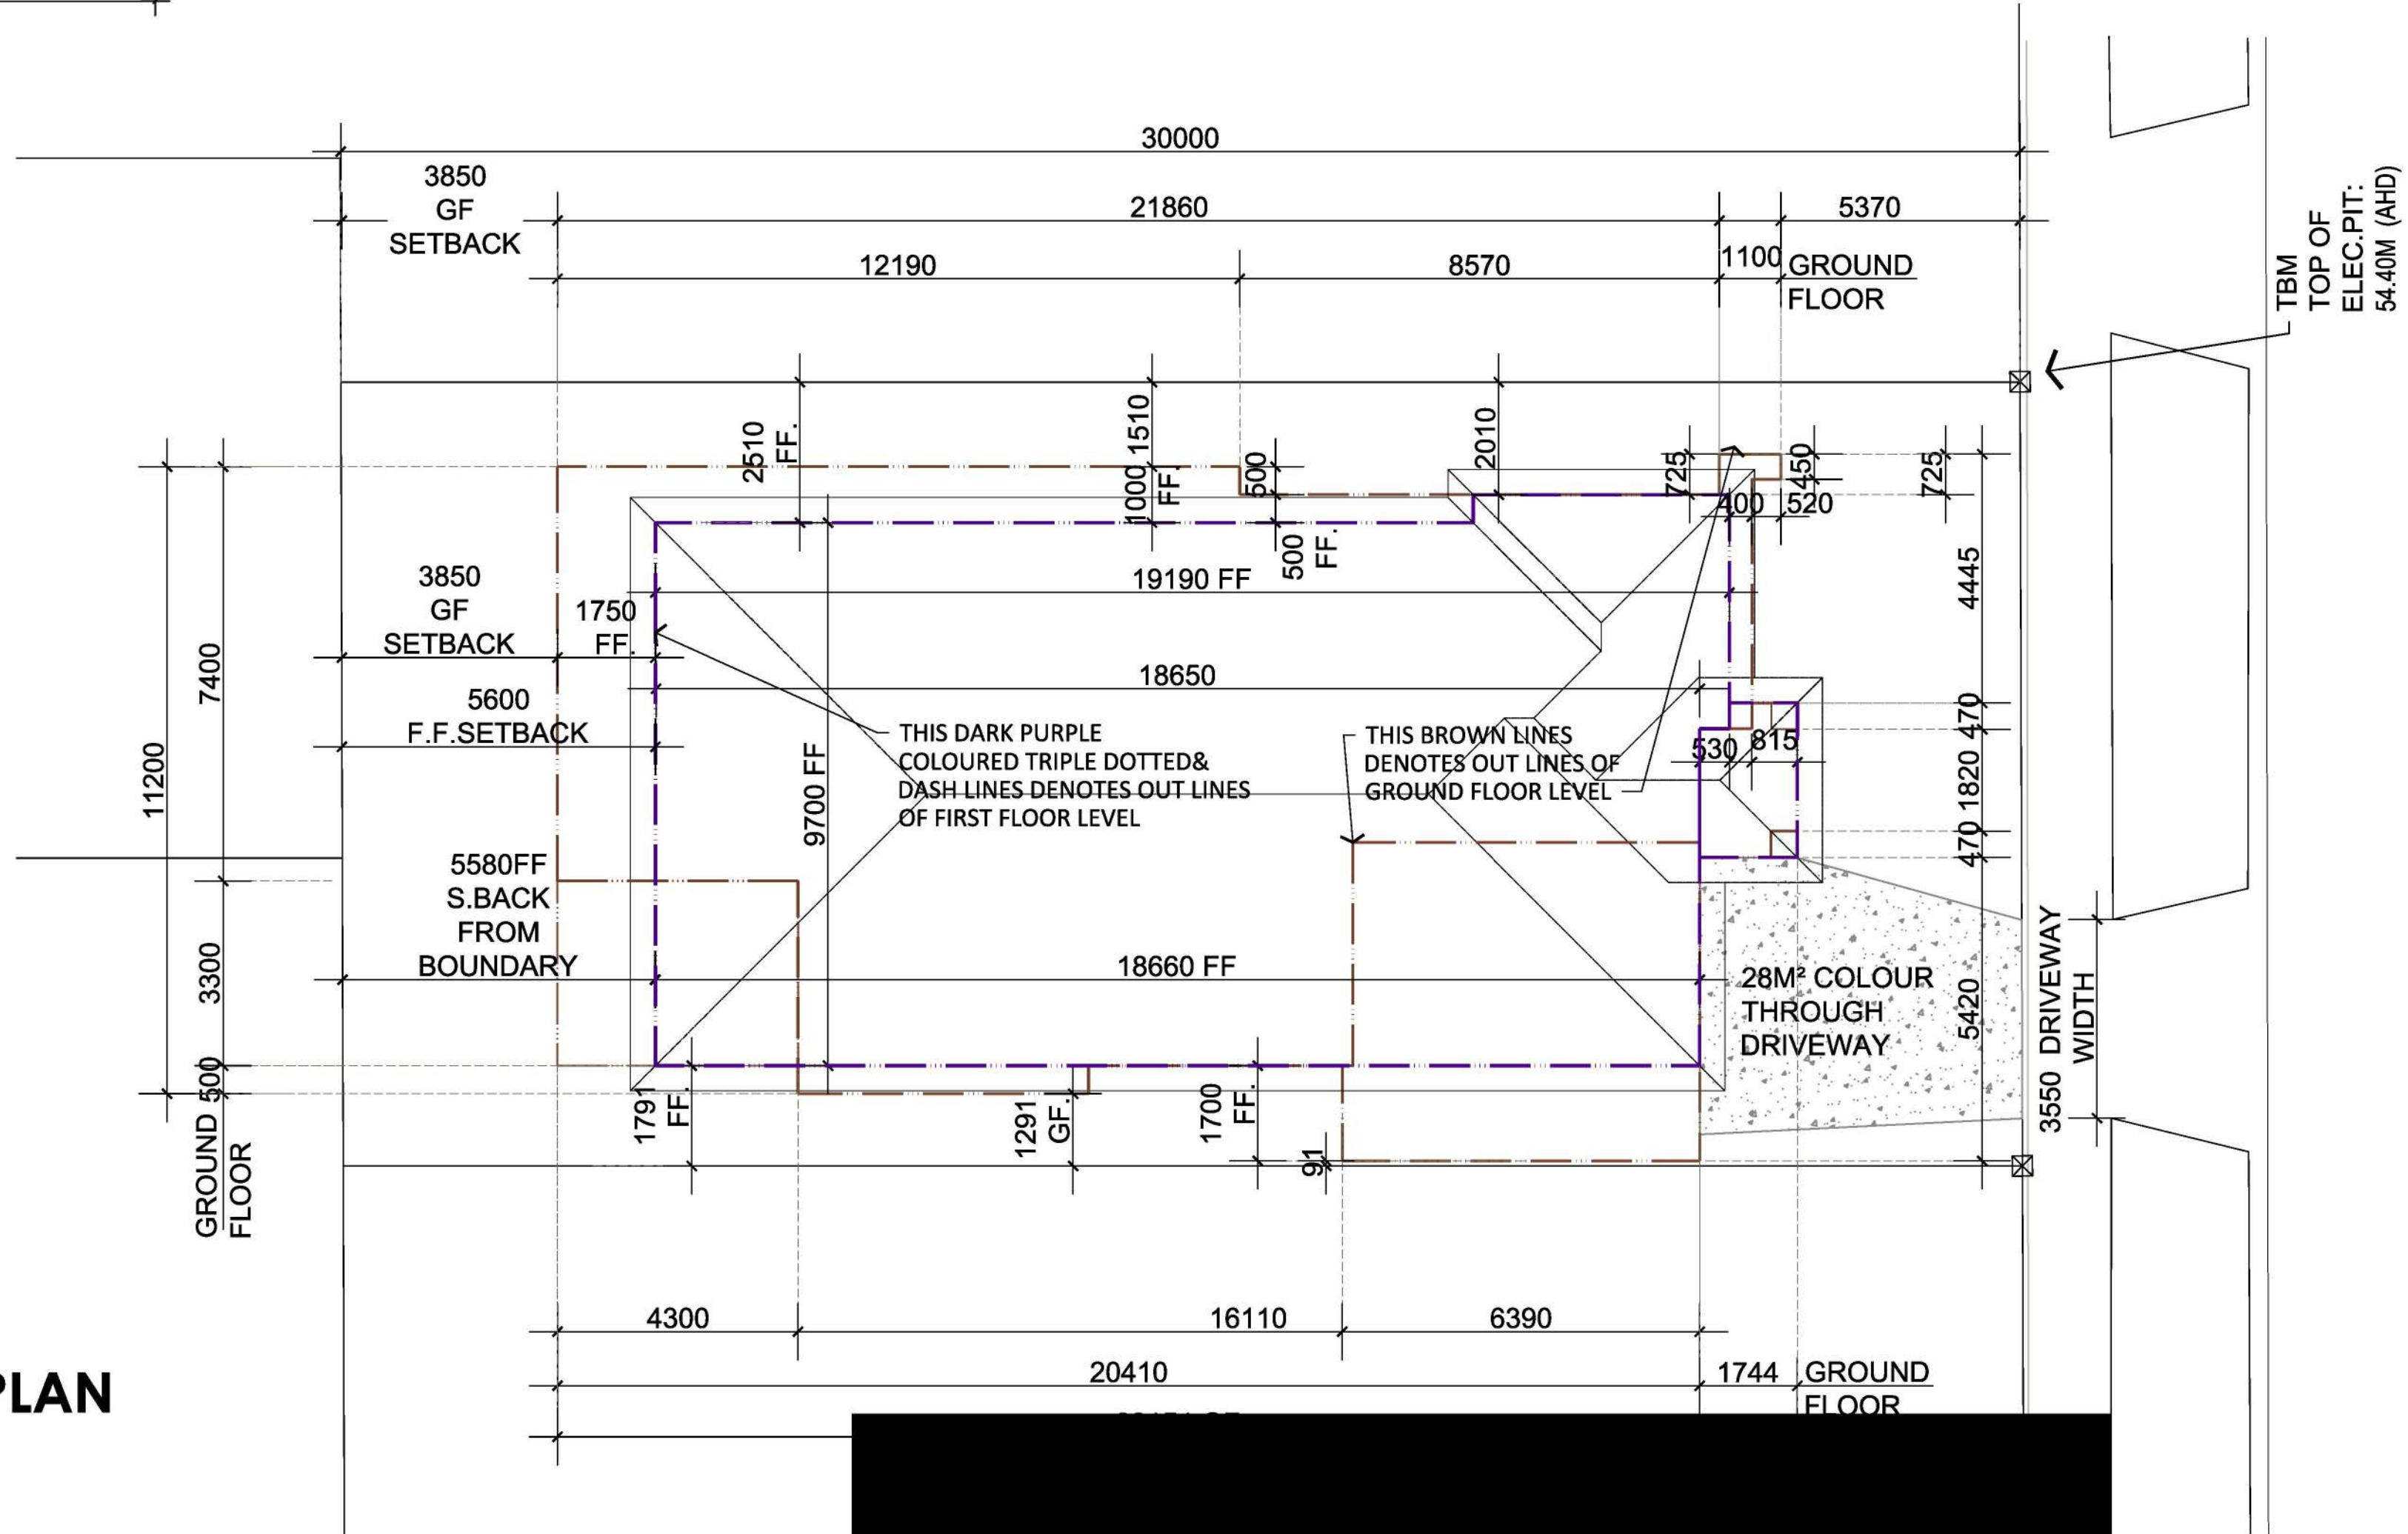 30000
3850
GF
SETBACK
21860
5370
12190
8570
1100
GROUND
FLOOR
TBM
TOP OF
ELEC.PIT:
54.40M (AHD)
2510
FF.
1510
1000
FF.
500
500
FF.
2010
725
450
400
520
725
3850
GF
SETBACK
1750
FF.
19190 FF
4445
7400
11200
5600
F.F.SETBACK
18650
THIS DARK PURPLE
COLOURED TRIPLE DOTTED&
DASH LINES DENOTES OUT LINES
OF FIRST FLOOR LEVEL
THIS BROWN LINES
DENOTES OUT LINES OF
GROUND FLOOR LEVEL
9700 FF
530
815
470
1820
470
5580FF
S.BACK
FROM
BOUNDARY
18660 FF
3300
500
GROUND
FLOOR
28M² COLOUR
THROUGH
DRIVEWAY
5420
3550 DRIVEWAY
WIDTH
1791
FF.
1291
GF.
1700
FF.
91
4300
16110
6390
20410
1744
GROUND
FLOOR
PLAN